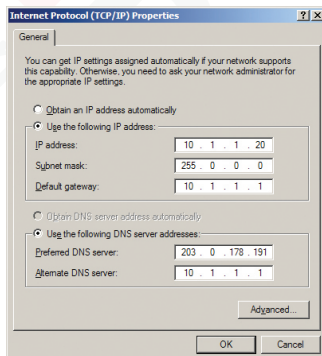 Internet Protocol (TCP/IP) Properties
General
You can get IP settings assigned automatically if your network supports
this capability. Otherwise, you need to ask your network administrator for
the appropriate IP settings.
Obtain an IP address automatically
Use the following IP address:
IP address: 10 . 1 . 1 . 20
Subnet mask: 255 . 0 . 0 . 0
Default gateway: 10 . 1 . 1 . 1
Obtain DNS server address automatically
Use the following DNS server addresses:
Preferred DNS server: 203 . 0 . 178 . 191
Alternate DNS server: 10 . 1 . 1 . 1
Advanced...
OK Cancel